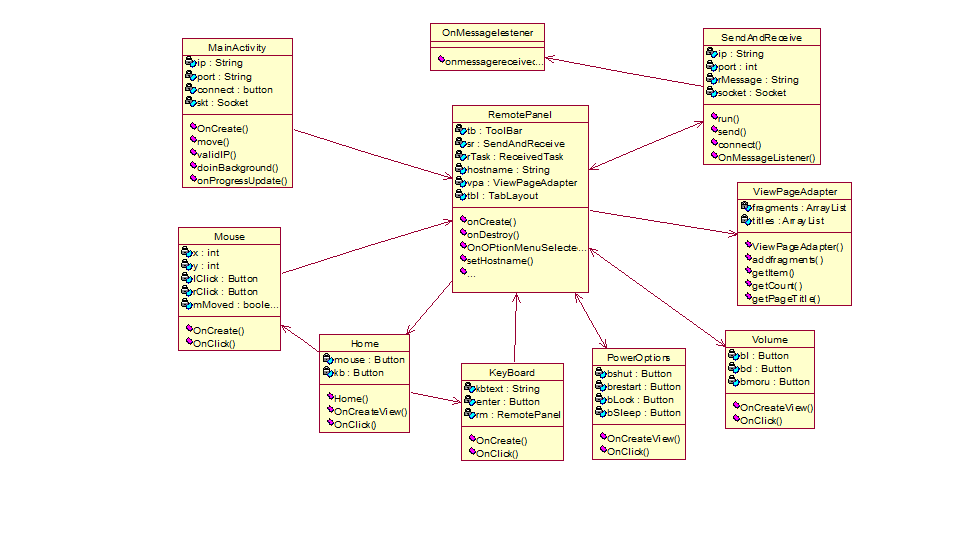 MainActivity
ip : String
port : String
connect : button
skt : Socket
OnCreate()
move()
validIP()
doinBackground()
onProgressUpdate()
OnMessagelestener
onmessagereceivec...
SendAndReceive
ip : String
port : int
rMessage : String
socket : Socket
run()
send()
connect()
OnMessageListener()
RemotePanel
tb : ToolBar
sr : SendAndReceive
rTask : ReceivedTask
hostname : String
vpa : ViewPageAdapter
tbl : TabLayout
onCreate()
onDestroy()
OnOPtionMenuSelecte...
setHostname()
...
ViewPageAdapter
fragments : ArrayList
titles : ArrayList
ViewPageAdapter()
addfragments()
getItem()
getCount()
getPageTitle()
Mouse
x : int
y : int
lClick : Button
rClick : Button
mMoved : boole...
OnCreate()
OnClick()
Home
mouse : Button
kb : Button
Home()
OnCreateView()
OnClick()
KeyBoard
kbtext : String
enter : Button
rm : RemotePanel
OnCreate()
OnClick()
PowerOptions
bshut : Button
brestart : Button
bLock : Button
bSleep : Button
OnCreateView()
OnClick()
Volume
bl : Button
bd : Button
bmoru : Button
OnCreateView()
OnClick()